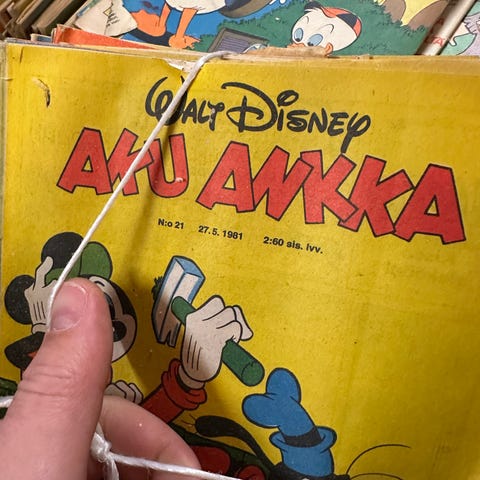 WALT DISNEY
AKU ANKKA
N:o 21 27.5. 1981 2:60 sis. lvv.